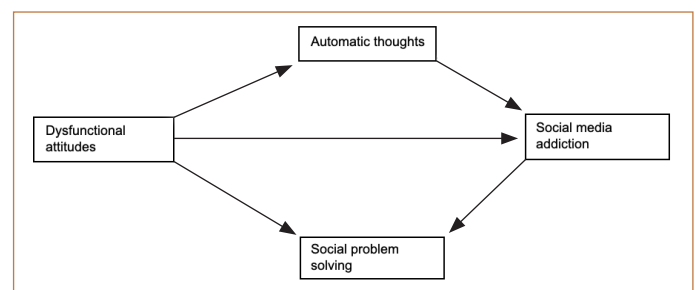 Automatic thoughts
Dysfunctional
attitudes
Social media
addiction
Social problem
solving